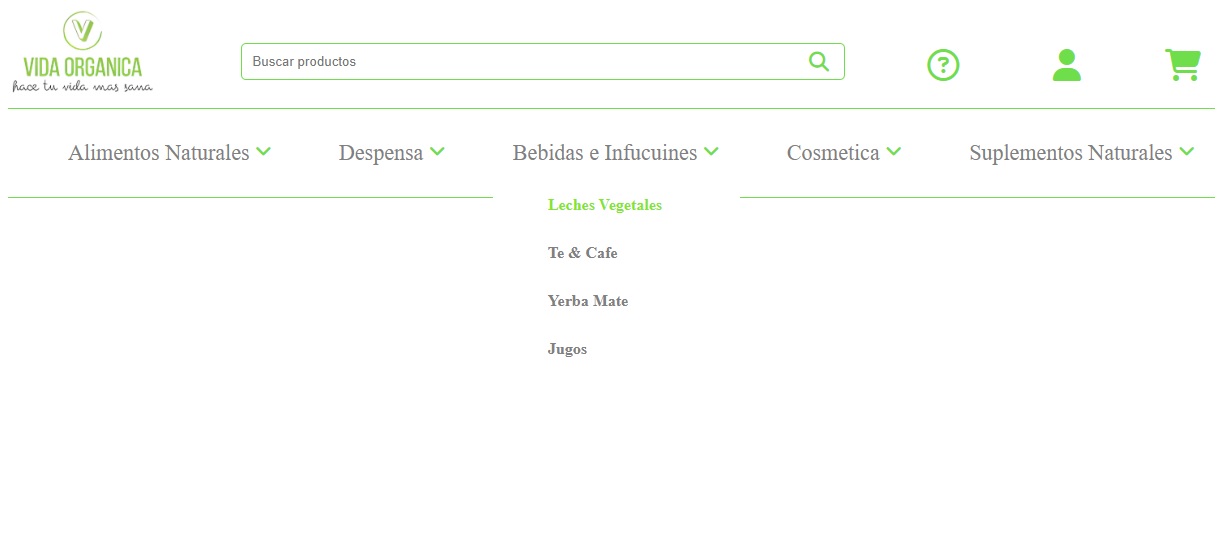 VIDA ORGANICA
hace tu vida mas sana
Buscar productos
Alimentos Naturales
Despensa
Bebidas e Infucuines
Cosmetica
Suplementos Naturales
Leches Vegetales
Te & Cafe
Yerba Mate
Jugos